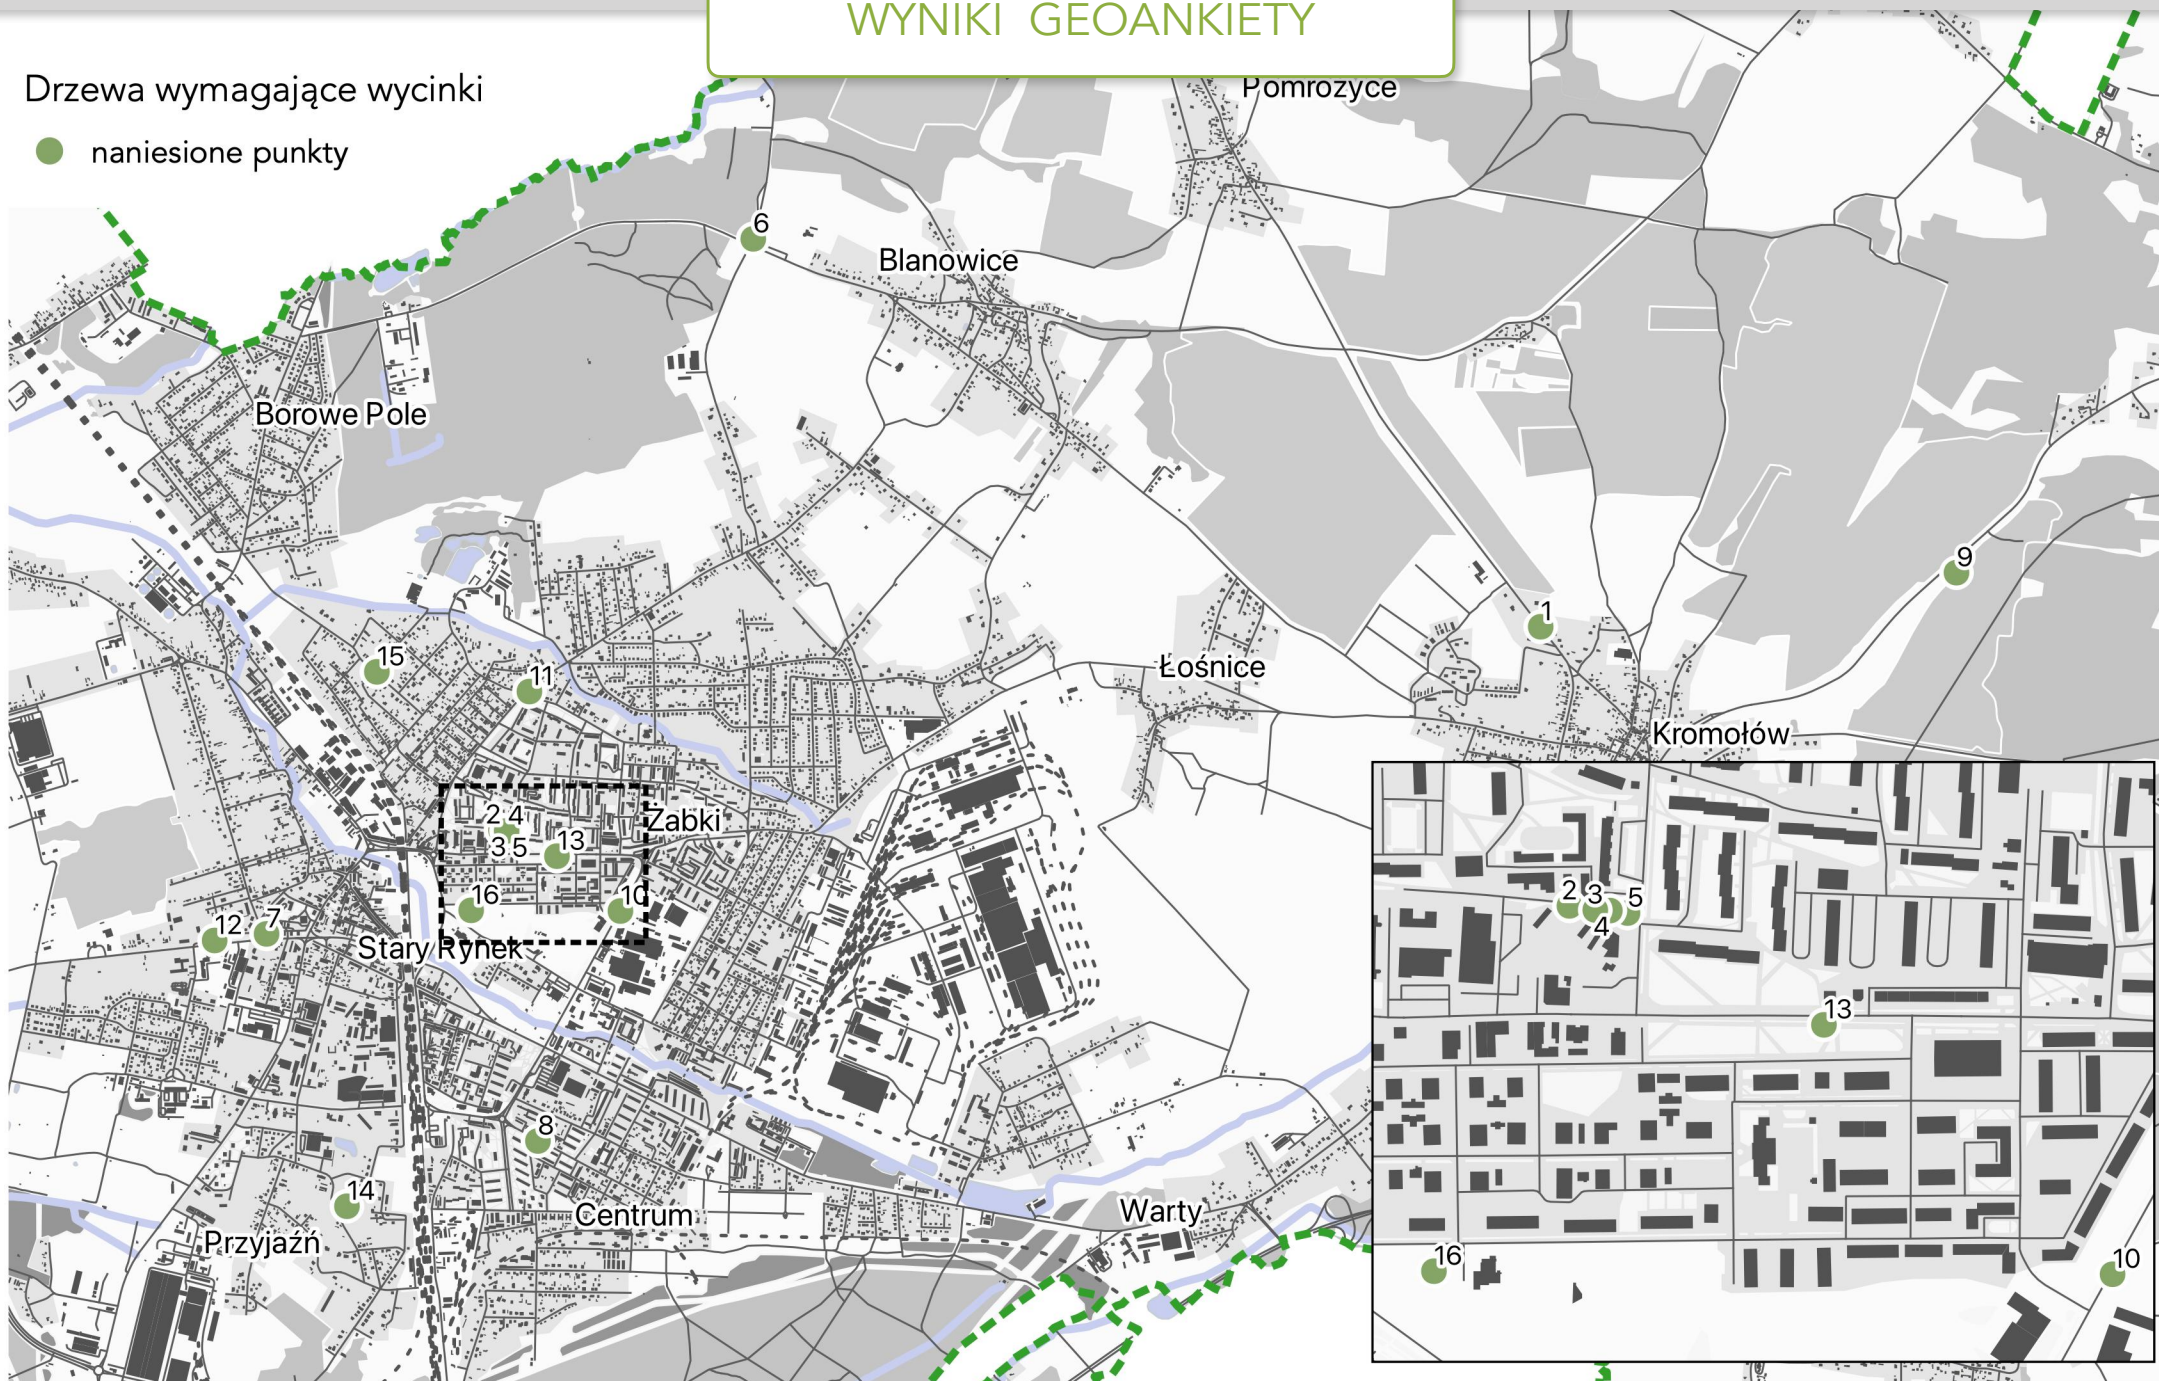 WYNIKI GEOANKIETY
Drzewa wymagające wycinki
naniesione punkty
Pomrożyce
6
Blanowice
Borowe Pole
9
1
15
11
Łośnice
Kromołów
2 4
Żabki
3 5
13
16
10
12
7
Stary Rynek
8
14
Centrum
Warty
Przyjaźń
2
3
5
4
13
16
10